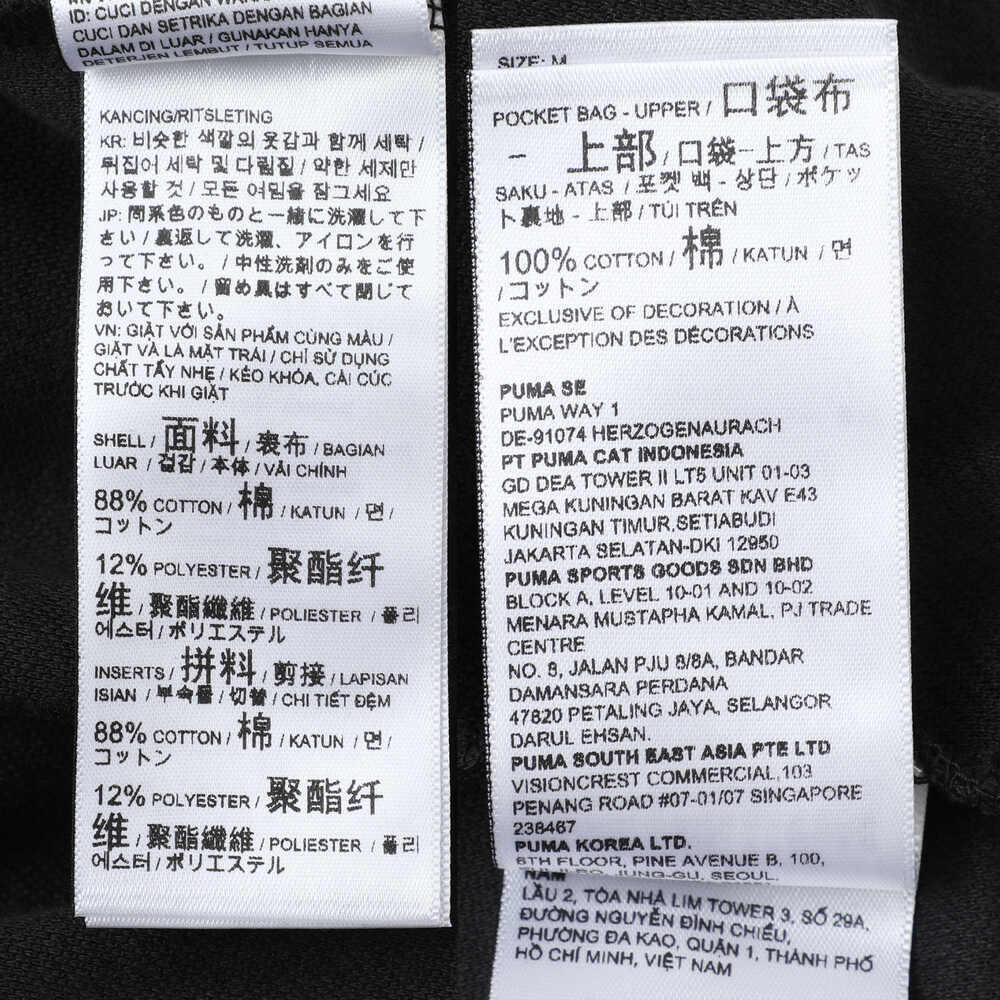 ID: CUCI DENGAN
CUCI DAN SETRIKA DENGAN BAGIAN
DALAM DI LUAR / GUNAKAN HANYA
DETERJEN LEMBUT / TUTUP SEMUA
KANCING/RITSLETING
KR: 비슷한 색깔의 옷감과 함께 세탁 /
뒤집어 세탁 및 다림질 / 약한 세제만
사용할 것 / 모든 여밈을 잠그세요
JP: 同系色のものと一緒に洗濯して下
さい / 裏返して洗濯、アイロンを行
って下さい。 / 中性洗剤のみをご使
用下さい。 / 留め具はすべて閉じて
おいて下さい。
VN: GIẶT VỚI SẢN PHẨM CÙNG MÀU /
GIẶT VÀ LÀ MẶT TRÁI / CHỈ SỬ DỤNG
CHẤT TẨY NHẸ / KÉO KHÓA, CÀI CÚC
TRƯỚC KHI GIẶT
SHELL / 面料 / 表布 / BAGIAN
LUAR / 겉감 / 本体 / VẢI CHÍNH
88% COTTON / 棉 / KATUN / 면 /
コットン
12% POLYESTER / 聚酯纤
维 / 聚酯纖維 / POLIESTER / 폴리
에스터 / ポリエステル
INSERTS / 拼料 / 剪接 / LAPISAN
ISIAN / 부속물 / 切替 / CHI TIẾT ĐỆM
88% COTTON / 棉 / KATUN / 면 /
コットン
12% POLYESTER / 聚酯纤
维 / 聚酯纖維 / POLIESTER / 폴리
에스터 / ポリエステル
SIZE: M
POCKET BAG - UPPER / 口袋布
- 上部 / 口袋-上方 / TAS
SAKU - ATAS / 포켓 백 - 상단 / ポケッ
ト裏地 - 上部 / TÚI TRÊN
100% COTTON / 棉 / KATUN / 면
/ コットン
EXCLUSIVE OF DECORATION / À
L'EXCEPTION DES DÉCORATIONS
PUMA SE
PUMA WAY 1
DE-91074 HERZOGENAURACH
PT PUMA CAT INDONESIA
GD DEA TOWER II LT5 UNIT 01-03
MEGA KUNINGAN BARAT KAV E43
KUNINGAN TIMUR,SETIABUDI
JAKARTA SELATAN-DKI 12950
PUMA SPORTS GOODS SDN BHD
BLOCK A, LEVEL 10-01 AND 10-02
MENARA MUSTAPHA KAMAL, PJ TRADE
CENTRE
NO. 8, JALAN PJU 8/8A, BANDAR
DAMANSARA PERDANA
47820 PETALING JAYA, SELANGOR
DARUL EHSAN.
PUMA SOUTH EAST ASIA PTE LTD
VISIONCREST COMMERCIAL,103
PENANG ROAD #07-01/07 SINGAPORE
238467
PUMA KOREA LTD.
6TH FLOOR, PINE AVENUE B, 100,
JUNG-GU, SEOUL.
NAM
LẦU 2, TÒA NHÀ LIM TOWER 3, SỐ 29A,
ĐƯỜNG NGUYỄN ĐÌNH CHIỂU,
PHƯỜNG ĐA KAO, QUẬN 1, THÀNH PHỐ
HỒ CHÍ MINH, VIỆT NAM